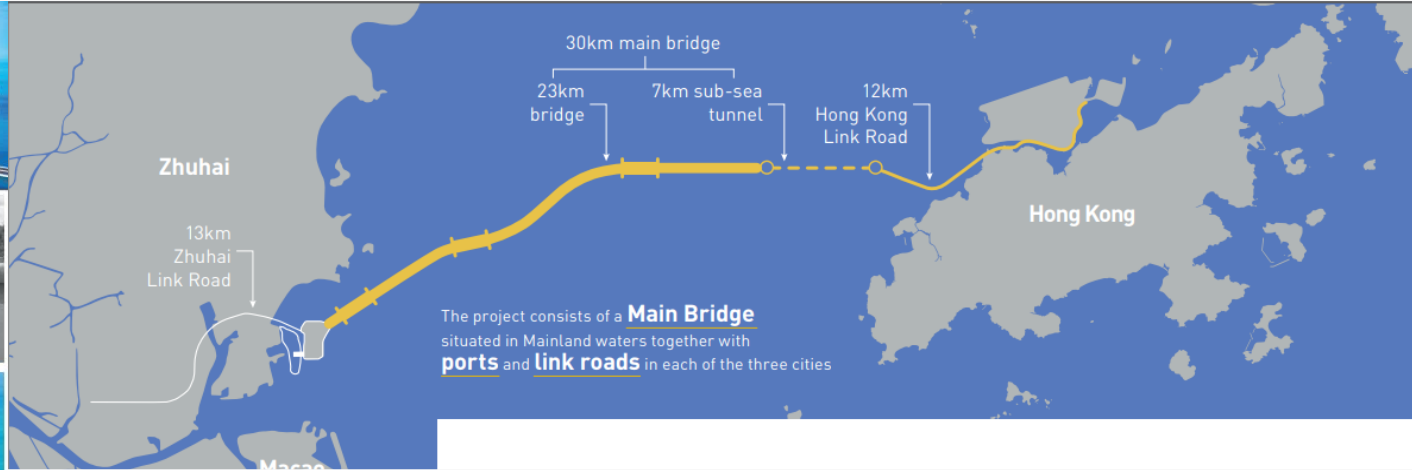 30km main bridge
23km
bridge
7km sub-sea
tunnel
12km
Hong Kong
Link Road
Zhuhai
Hong Kong
13km
Zhuhai
Link Road
The project consists of a Main Bridge
situated in Mainland waters together with
ports and link roads in each of the three cities
Macao